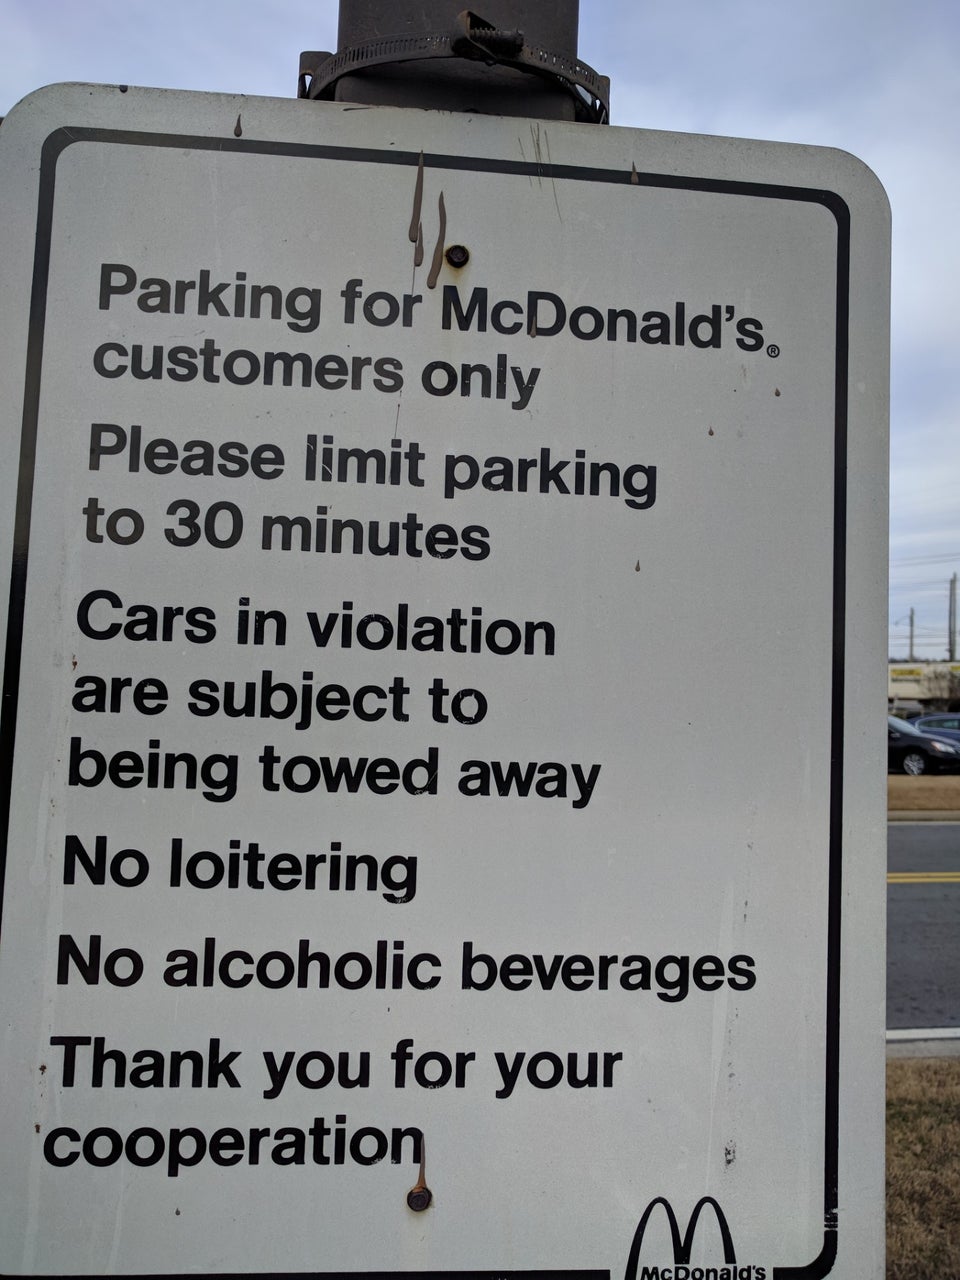 Parking for McDonald's®
customers only
Please limit parking
to 30 minutes
Cars in violation
are subject to
being towed away
No loitering
No alcoholic beverages
Thank you for your
cooperation
McDonald's